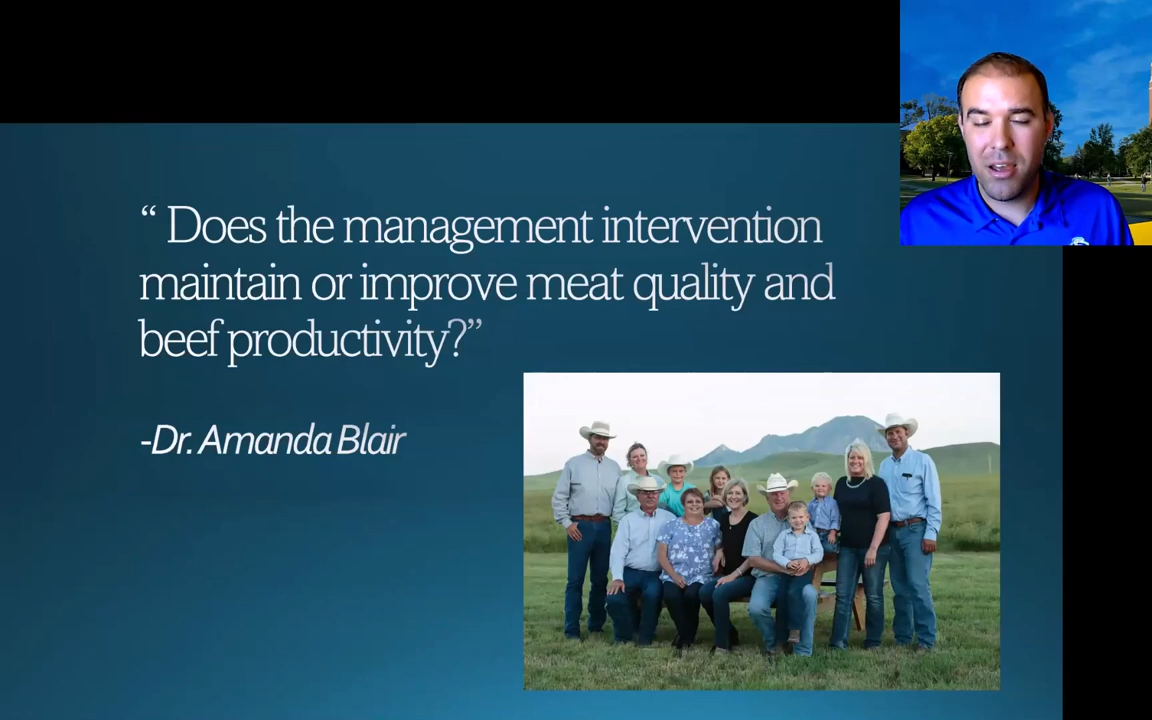 “ Does the management intervention
maintain or improve meat quality and
beef productivity?”
-Dr. Amanda Blair